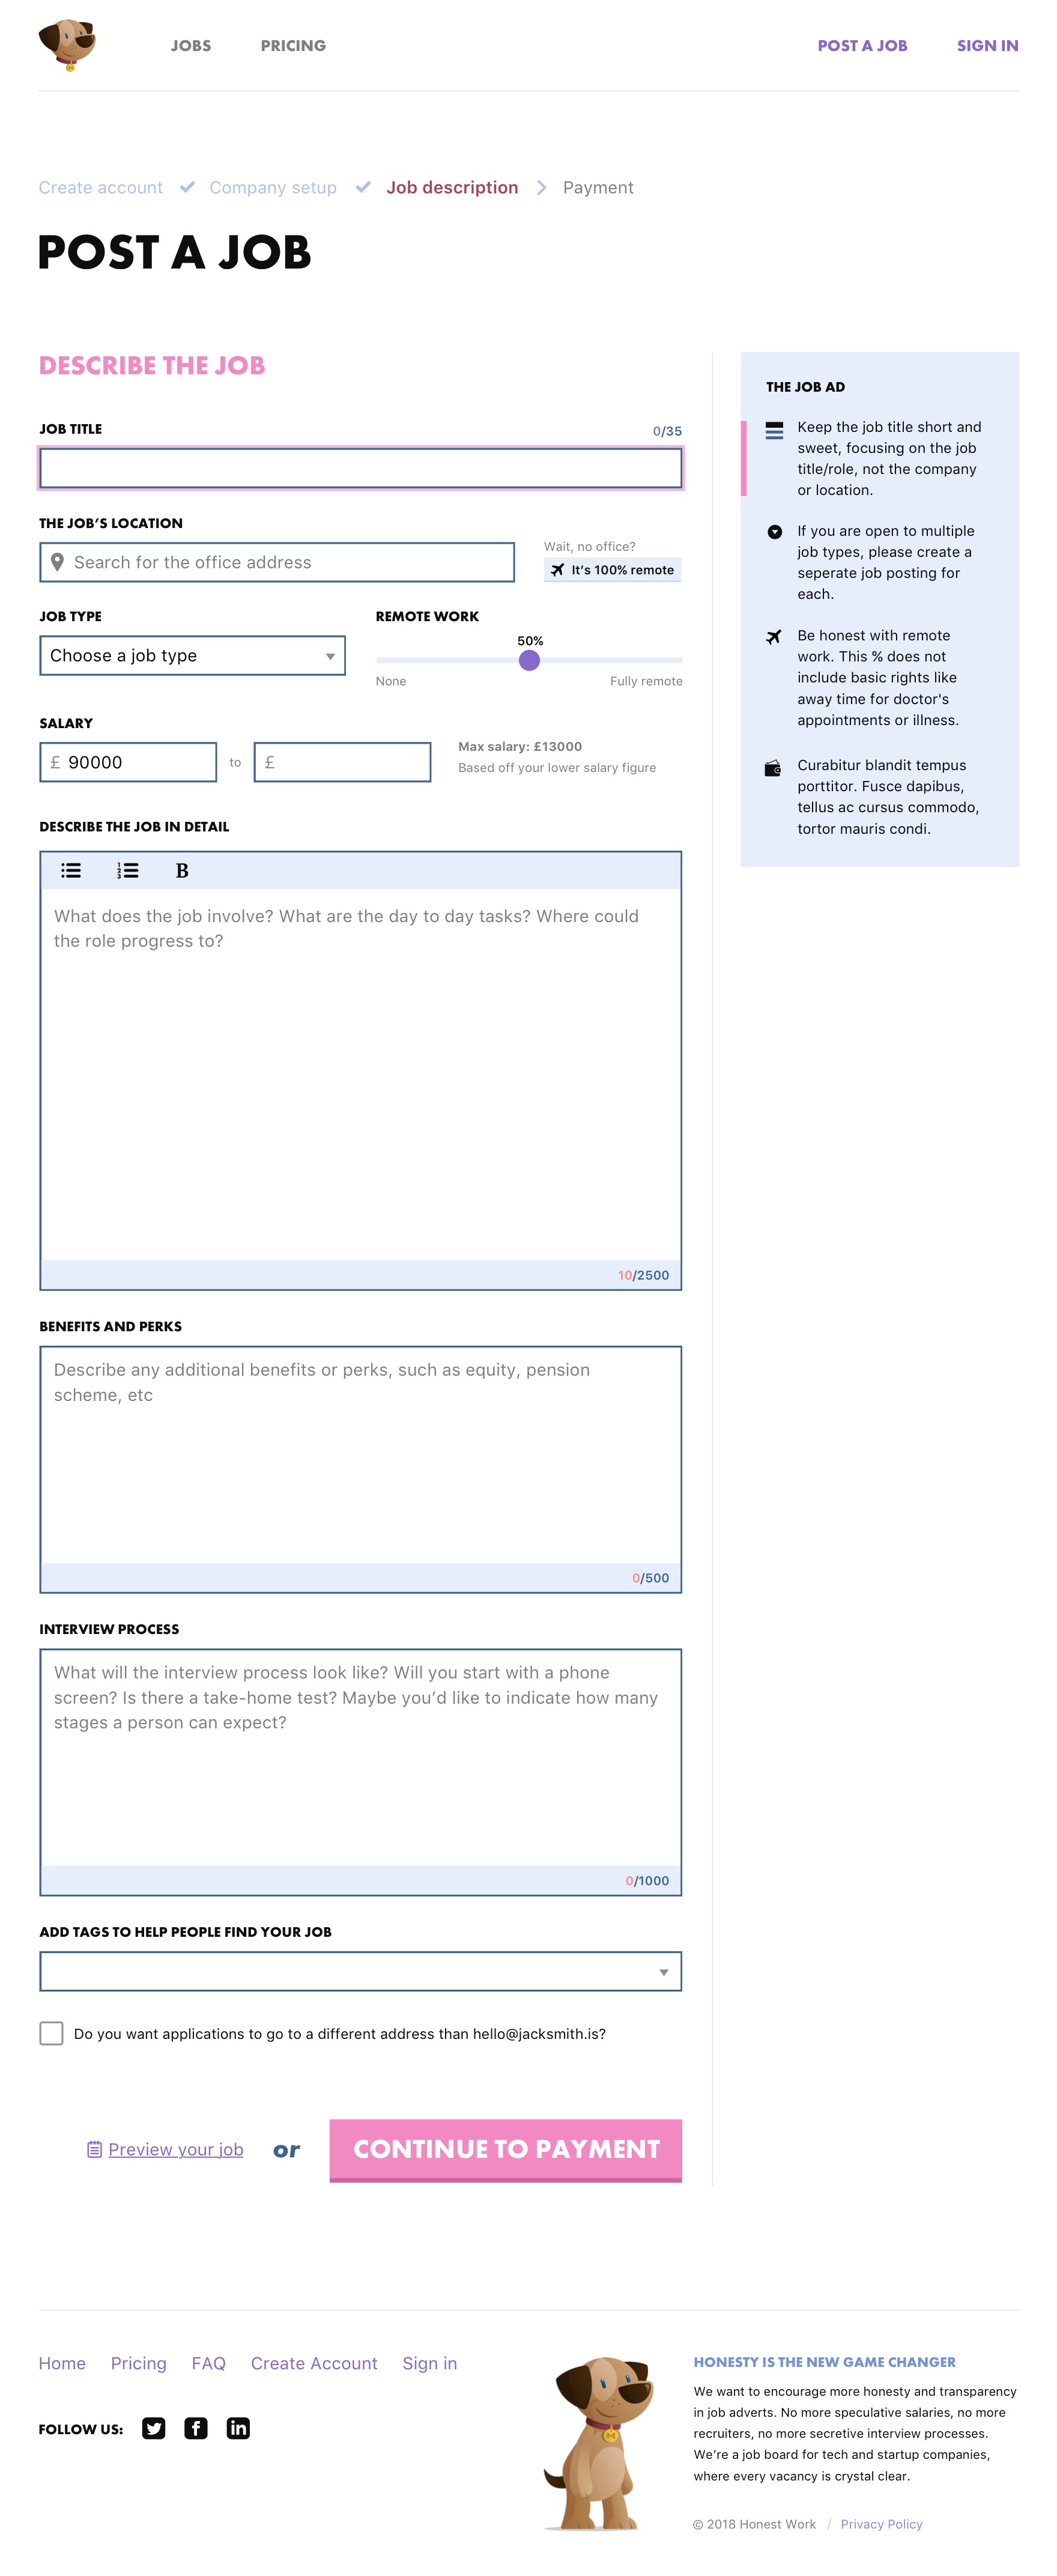 JOBS PRICING POST A JOB SIGN IN
Create account Company setup Job description Payment
POST A JOB
DESCRIBE THE JOB
JOB TITLE 0/35
THE JOB’S LOCATION
Search for the office address
Wait, no office?
It’s 100% remote
JOB TYPE
Choose a job type
REMOTE WORK
50%
None Fully remote
SALARY
£ 90000 to £
Max salary: £13000
Based off your lower salary figure
DESCRIBE THE JOB IN DETAIL
1
2
3
B
What does the job involve? What are the day to day tasks? Where could
the role progress to?
10/2500
BENEFITS AND PERKS
Describe any additional benefits or perks, such as equity, pension
scheme, etc
0/500
INTERVIEW PROCESS
What will the interview process look like? Will you start with a phone
screen? Is there a take-home test? Maybe you’d like to indicate how many
stages a person can expect?
0/1000
ADD TAGS TO HELP PEOPLE FIND YOUR JOB
Do you want applications to go to a different address than hello@jacksmith.is?
Preview your job or CONTINUE TO PAYMENT
THE JOB AD
Keep the job title short and
sweet, focusing on the job
title/role, not the company
or location.
If you are open to multiple
job types, please create a
seperate job posting for
each.
Be honest with remote
work. This % does not
include basic rights like
away time for doctor's
appointments or illness.
Curabitur blandit tempus
porttitor. Fusce dapibus,
tellus ac cursus commodo,
tortor mauris condi.
Home Pricing FAQ Create Account Sign in
FOLLOW US:
HONESTY IS THE NEW GAME CHANGER
We want to encourage more honesty and transparency
in job adverts. No more speculative salaries, no more
recruiters, no more secretive interview processes.
We’re a job board for tech and startup companies,
where every vacancy is crystal clear.
© 2018 Honest Work / Privacy Policy